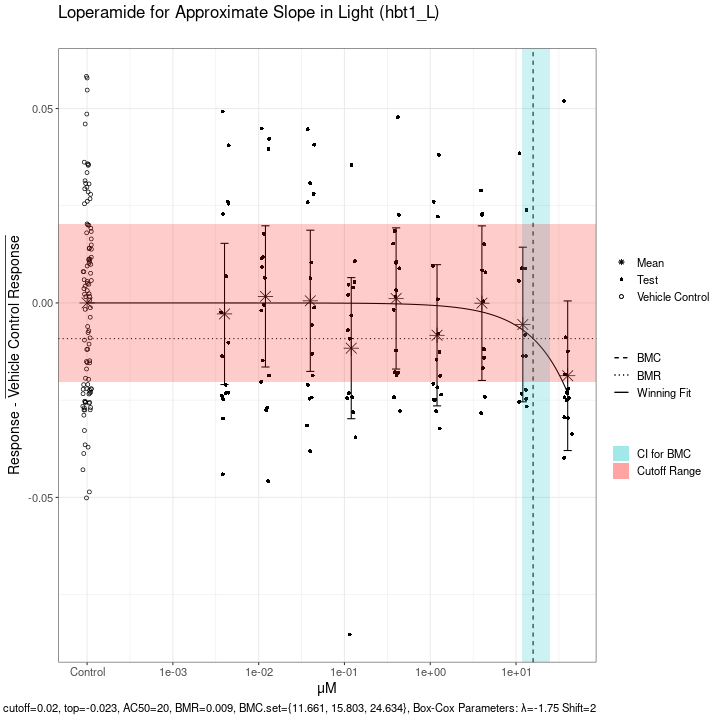 Loperamide for Approximate Slope in Light (hbt1_L)
Response - Vehicle Control Response
0.05
0.00
-0.05
Control
1e-03
1e-02
1e-01
1e+00
1e+01
μM
Mean
Test
Vehicle Control
BMC
BMR
Winning Fit
CI for BMC
Cutoff Range
cutoff=0.02, top=-0.023, AC50=20, BMR=0.009, BMC.set={11.661, 15.803, 24.634}, Box-Cox Parameters: λ=-1.75 Shift=2